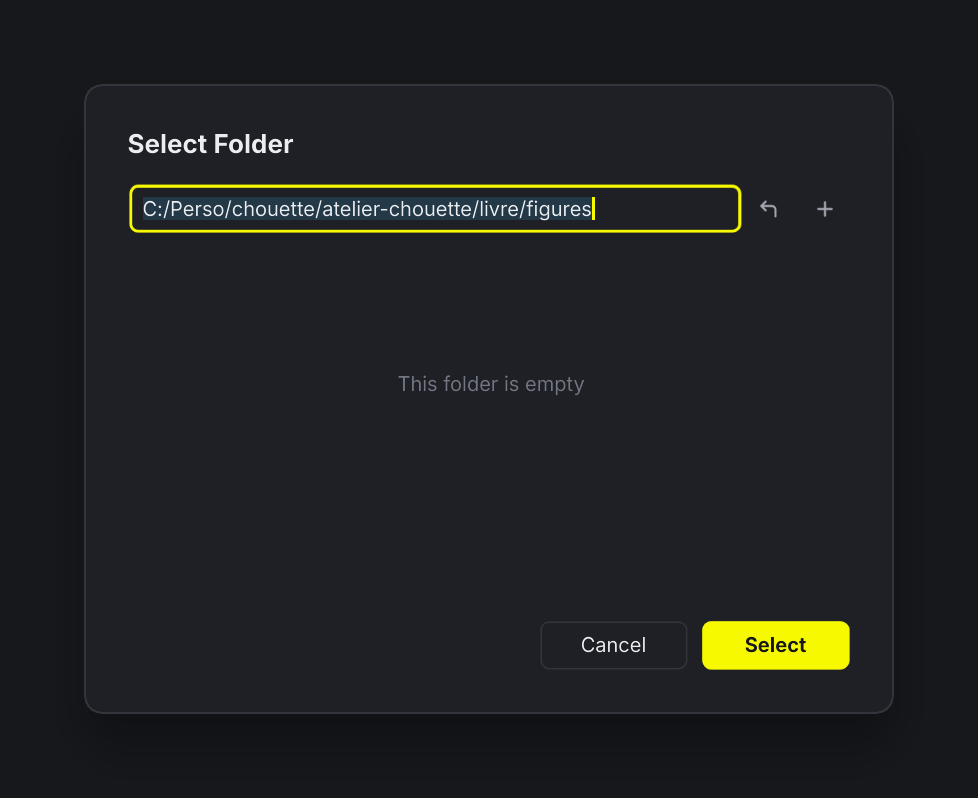 Select Folder
C:/Perso/chouette/atelier-chouette/livre/figures
This folder is empty
Cancel
Select